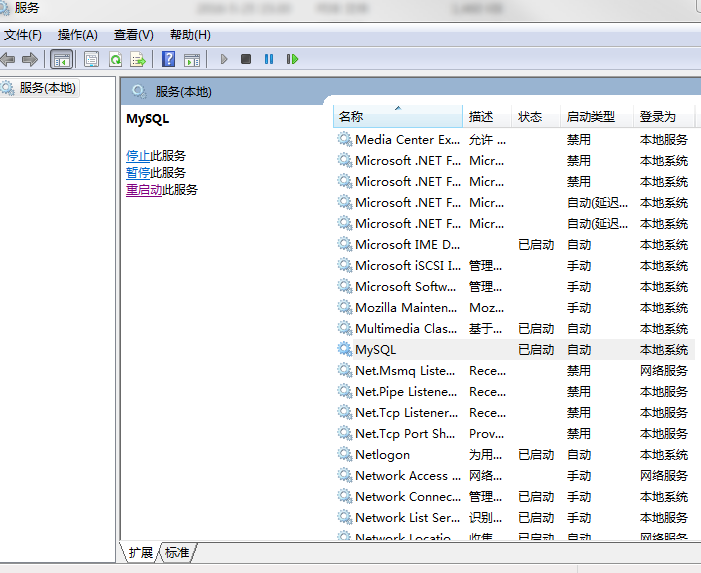 服务
文件(F) 操作(A) 查看(V) 帮助(H)
服务(本地)
服务(本地)
MySQL
停止此服务
暂停此服务
重启动此服务
名称 描述 状态 启动类型 登录为
Media Center Ex... 允许 ... 禁用 本地服务
Microsoft .NET F... Micr... 禁用 本地系统
Microsoft .NET F... Micr... 禁用 本地系统
Microsoft .NET F... Micr... 自动(延迟... 本地系统
Microsoft .NET F... Micr... 自动(延迟... 本地系统
Microsoft IME D... 已启动 自动 本地系统
Microsoft iSCSI I... 管理... 手动 本地系统
Microsoft Softw... 管理... 手动 本地系统
Mozilla Mainten... Moz... 手动 本地系统
Multimedia Clas... 基于... 已启动 自动 本地系统
MySQL 已启动 自动 本地系统
Net.Msmq Liste... Rece... 禁用 网络服务
Net.Pipe Listene... Rece... 禁用 本地服务
Net.Tcp Listener... Rece... 禁用 本地服务
Net.Tcp Port Sh... Prov... 禁用 本地服务
Netlogon 为用... 已启动 自动 本地系统
Network Access ... 网络... 手动 网络服务
Network Connec... 管理... 已启动 手动 本地系统
Network List Ser... 识别... 已启动 手动 本地服务
Network Locatio... 收集... 已启动 自动 网络服务
扩展 标准